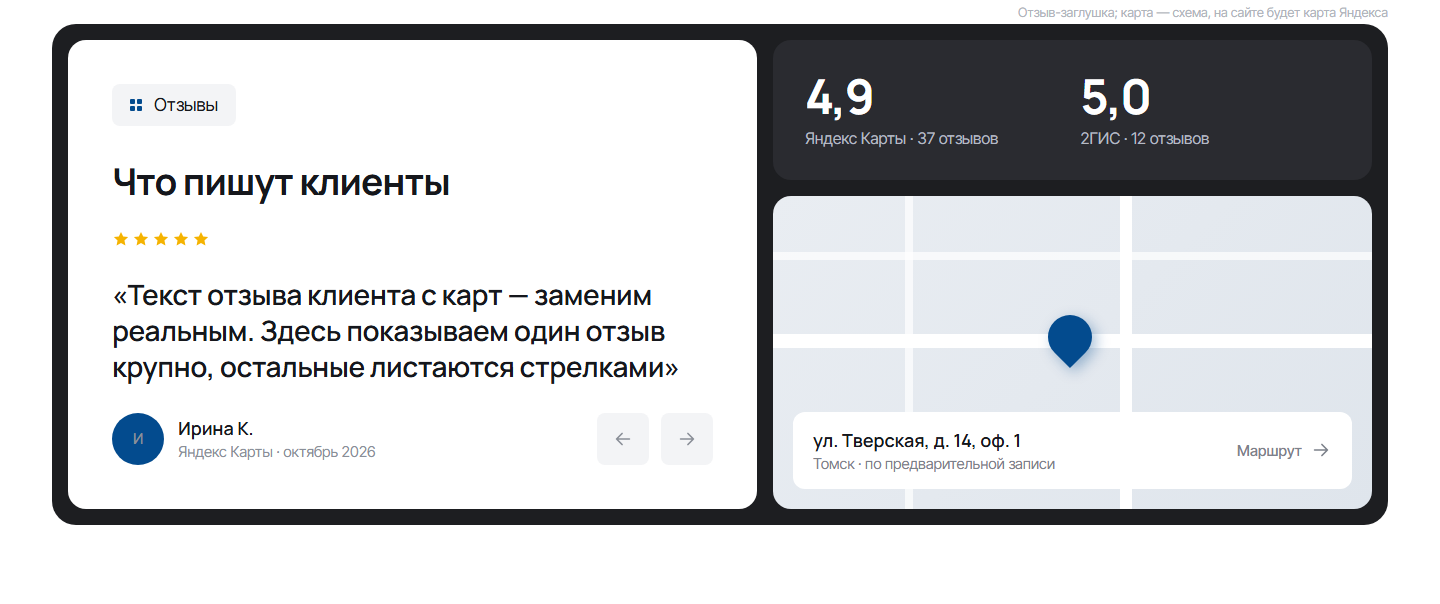 Отзыв-заглушка; карта — схема, на сайте будет карта Яндекса
Отзывы
Что пишут клиенты
«Текст отзыва клиента с карт — заменим
реальным. Здесь показываем один отзыв
крупно, остальные листаются стрелками»
И
Ирина К.
Яндекс Карты · октябрь 2026
4,9
Яндекс Карты · 37 отзывов
5,0
2ГИС · 12 отзывов
ул. Тверская, д. 14, оф. 1
Томск · по предварительной записи
Маршрут